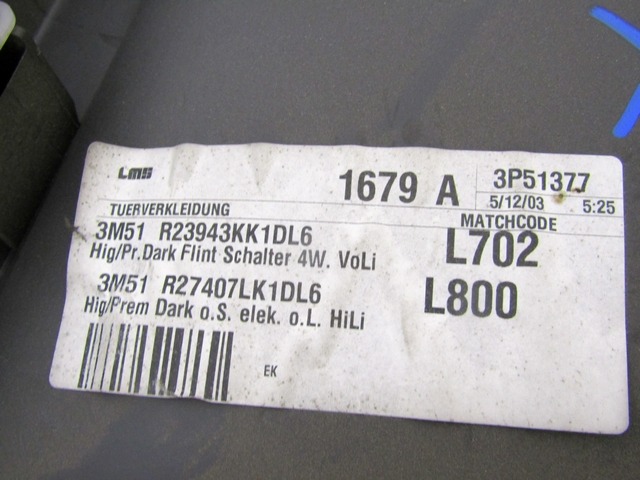 LMS
1679 A
3P51377
5/12/03 5:25
TUERVERKLEIDUNG
MATCHCODE
3M51 R23943KK1DL6
L702
Hig/Pr.Dark Flint Schalter 4W. VoLi
3M51 R27407LK1DL6
L800
Hig/Prem Dark o.S. elek. o.L. HiLi
EK